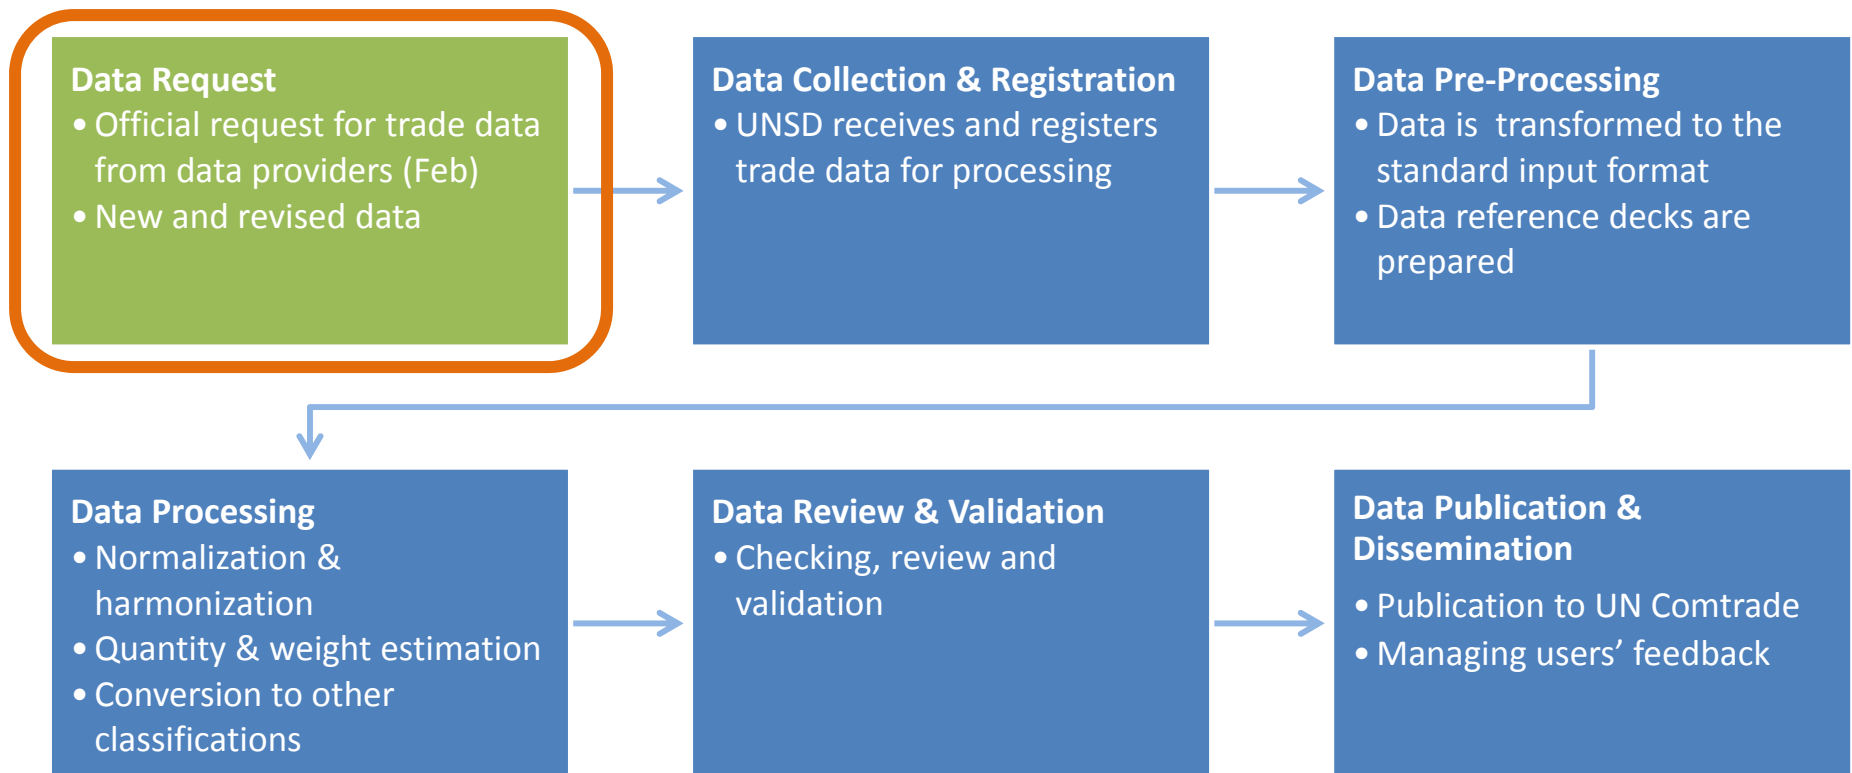 Data Request
• Official request for trade data
from data providers (Feb)
• New and revised data
Data Collection & Registration
• UNSD receives and registers
trade data for processing
Data Pre-Processing
• Data is  transformed to the
standard input format
• Data reference decks are
prepared
Data Processing
• Normalization &
harmonization
• Quantity & weight estimation
• Conversion to other
classifications
Data Review & Validation
• Checking, review and
validation
Data Publication &
Dissemination
• Publication to UN Comtrade
• Managing users’ feedback